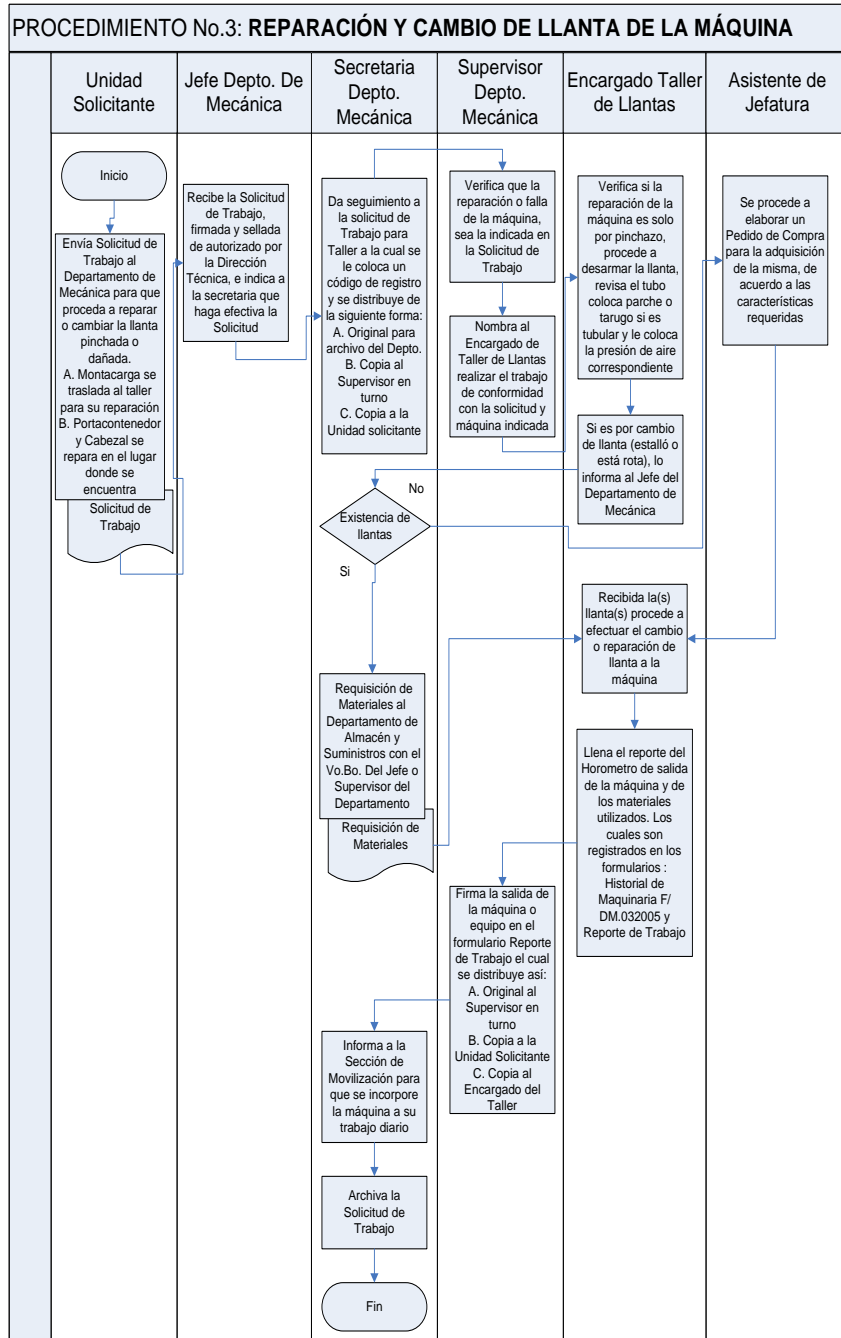 PROCEDIMIENTO No.3: REPARACIÓN Y CAMBIO DE LLANTA DE LA MÁQUINA
Unidad
Solicitante
Jefe Depto. De
Mecánica
Secretaria
Depto.
Mecánica
Supervisor
Depto.
Mecánica
Encargado Taller
de Llantas
Asistente de
Jefatura
Inicio
Envía Solicitud de
Trabajo al
Departamento de
Mecánica para que
proceda a reparar
o cambiar la llanta
pinchada o
dañada.
A. Montacarga se
traslada al taller
para su reparación
B. Portacontenedor
y Cabezal se
repara en el lugar
donde se
encuentra
Solicitud de
Trabajo
Recibe la Solicitud
de Trabajo,
firmada y sellada
de autorizado por
la Dirección
Técnica, e indica a
la secretaria que
haga efectiva la
Solicitud
Da seguimiento a
la solicitud de
Trabajo para
Taller a la cual se
le coloca un
código de registro
y se distribuye de
la siguiente forma:
A. Original para
archivo del Depto.
B. Copia al
Supervisor en
turno
C. Copia a la
Unidad solicitante
Verifica que la
reparación o falla
de la máquina,
sea la indicada en
la Solicitud de
Trabajo
Nombra al
Encargado de
Taller de Llantas
realizar el trabajo
de conformidad
con la solicitud y
máquina indicada
Verifica si la
reparación de la
máquina es solo
por pinchazo,
procede a
desarmar la llanta,
revisa el tubo
coloca parche o
tarugo si es
tubular y le coloca
la presión de aire
correspondiente
Si es por cambio
de llanta (estalló o
está rota), lo
informa al Jefe del
Departamento de
Mecánica
Se procede a
elaborar un
Pedido de Compra
para la adquisición
de la misma, de
acuerdo a las
características
requeridas
No
Existencia de
llantas
Si
Requisición de
Materiales al
Departamento de
Almacén y
Suministros con el
Vo.Bo. Del Jefe o
Supervisor del
Departamento
Requisición de
Materiales
Recibida la(s)
llanta(s) procede a
efectuar el cambio
o reparación de
llanta a la
máquina
Llena el reporte del
Horometro de salida
de la máquina y de
los materiales
utilizados. Los
cuales son
registrados en los
formularios :
Historial de
Maquinaria F/
DM.032005 y
Reporte de Trabajo
Firma la salida de
la máquina o
equipo en el
formulario Reporte
de Trabajo el cual
se distribuye así:
A. Original al
Supervisor en
turno
B. Copia a la
Unidad Solicitante
C. Copia al
Encargado del
Taller
Informa a la
Sección de
Movilización para
que se incorpore
la máquina a su
trabajo diario
Archiva la
Solicitud de
Trabajo
Fin